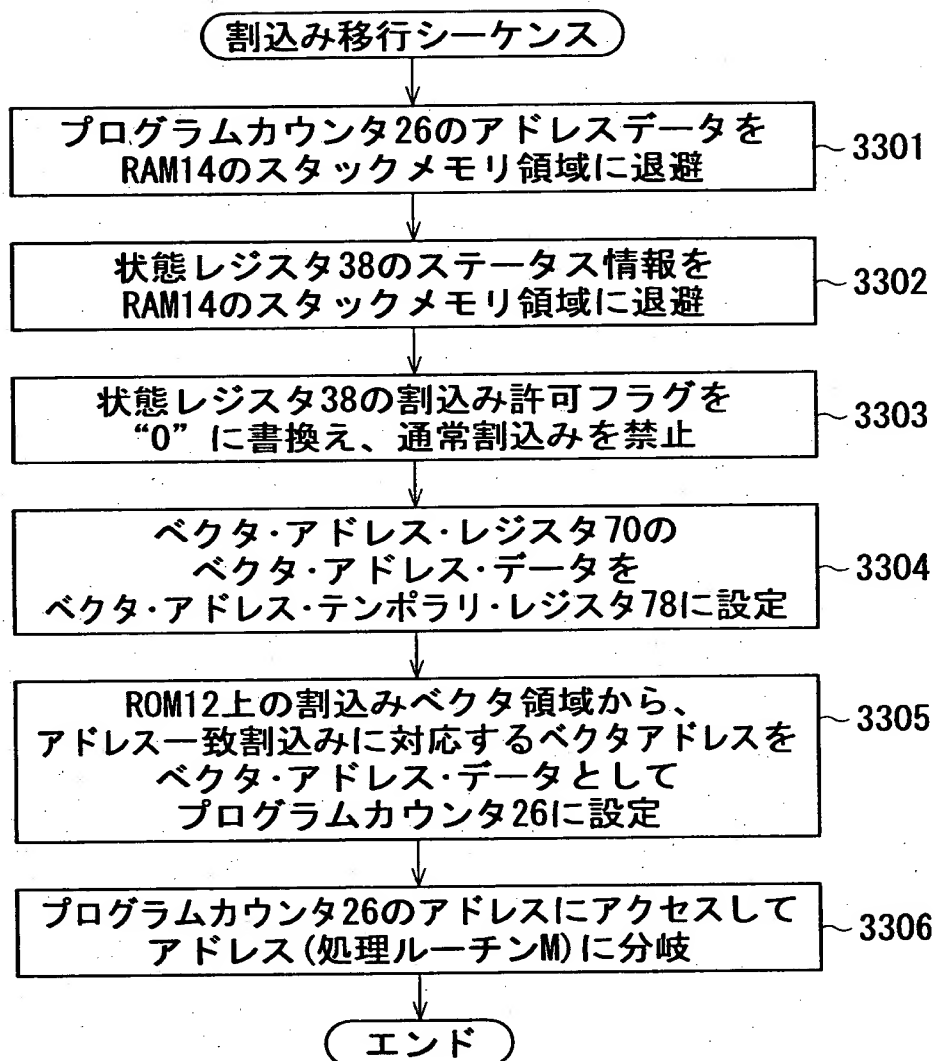 割込み移行シーケンス
プログラムカウンタ26のアドレスデータを
RAM14のスタックメモリ領域に退避
3301
状態レジスタ38のステータス情報を
RAM14のスタックメモリ領域に退避
3302
状態レジスタ38の割込み許可フラグを
“0”に書換え、通常割込みを禁止
3303
ベクタ・アドレス・レジスタ70の
ベクタ・アドレス・データを
ベクタ・アドレス・テンポラリ・レジスタ78に設定
3304
ROM12上の割込みベクタ領域から、
アドレス一致割込みに対応するベクタアドレスを
ベクタ・アドレス・データとして
プログラムカウンタ26に設定
3305
プログラムカウンタ26のアドレスにアクセスして
アドレス(処理ルーチンM)に分岐
3306
エンド